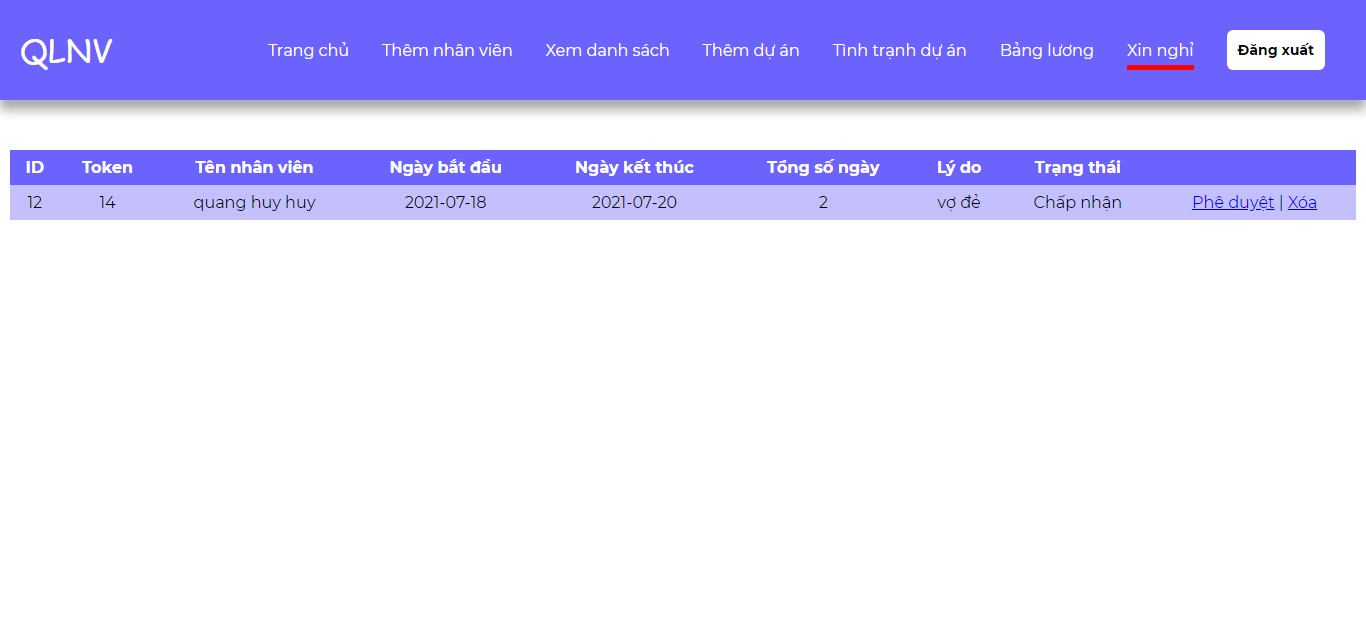 QLNV Trang chủ Thêm nhân viên Xem danh sách Thêm dự án Tình trạnh dự án Bảng lương Xin nghỉ Đăng xuất
ID Token Tên nhân viên Ngày bắt đầu Ngày kết thúc Tổng số ngày Lý do Trạng thái
12 14 quang huy huy 2021-07-18 2021-07-20 2 vợ đẻ Chấp nhận Phê duyệt | Xóa